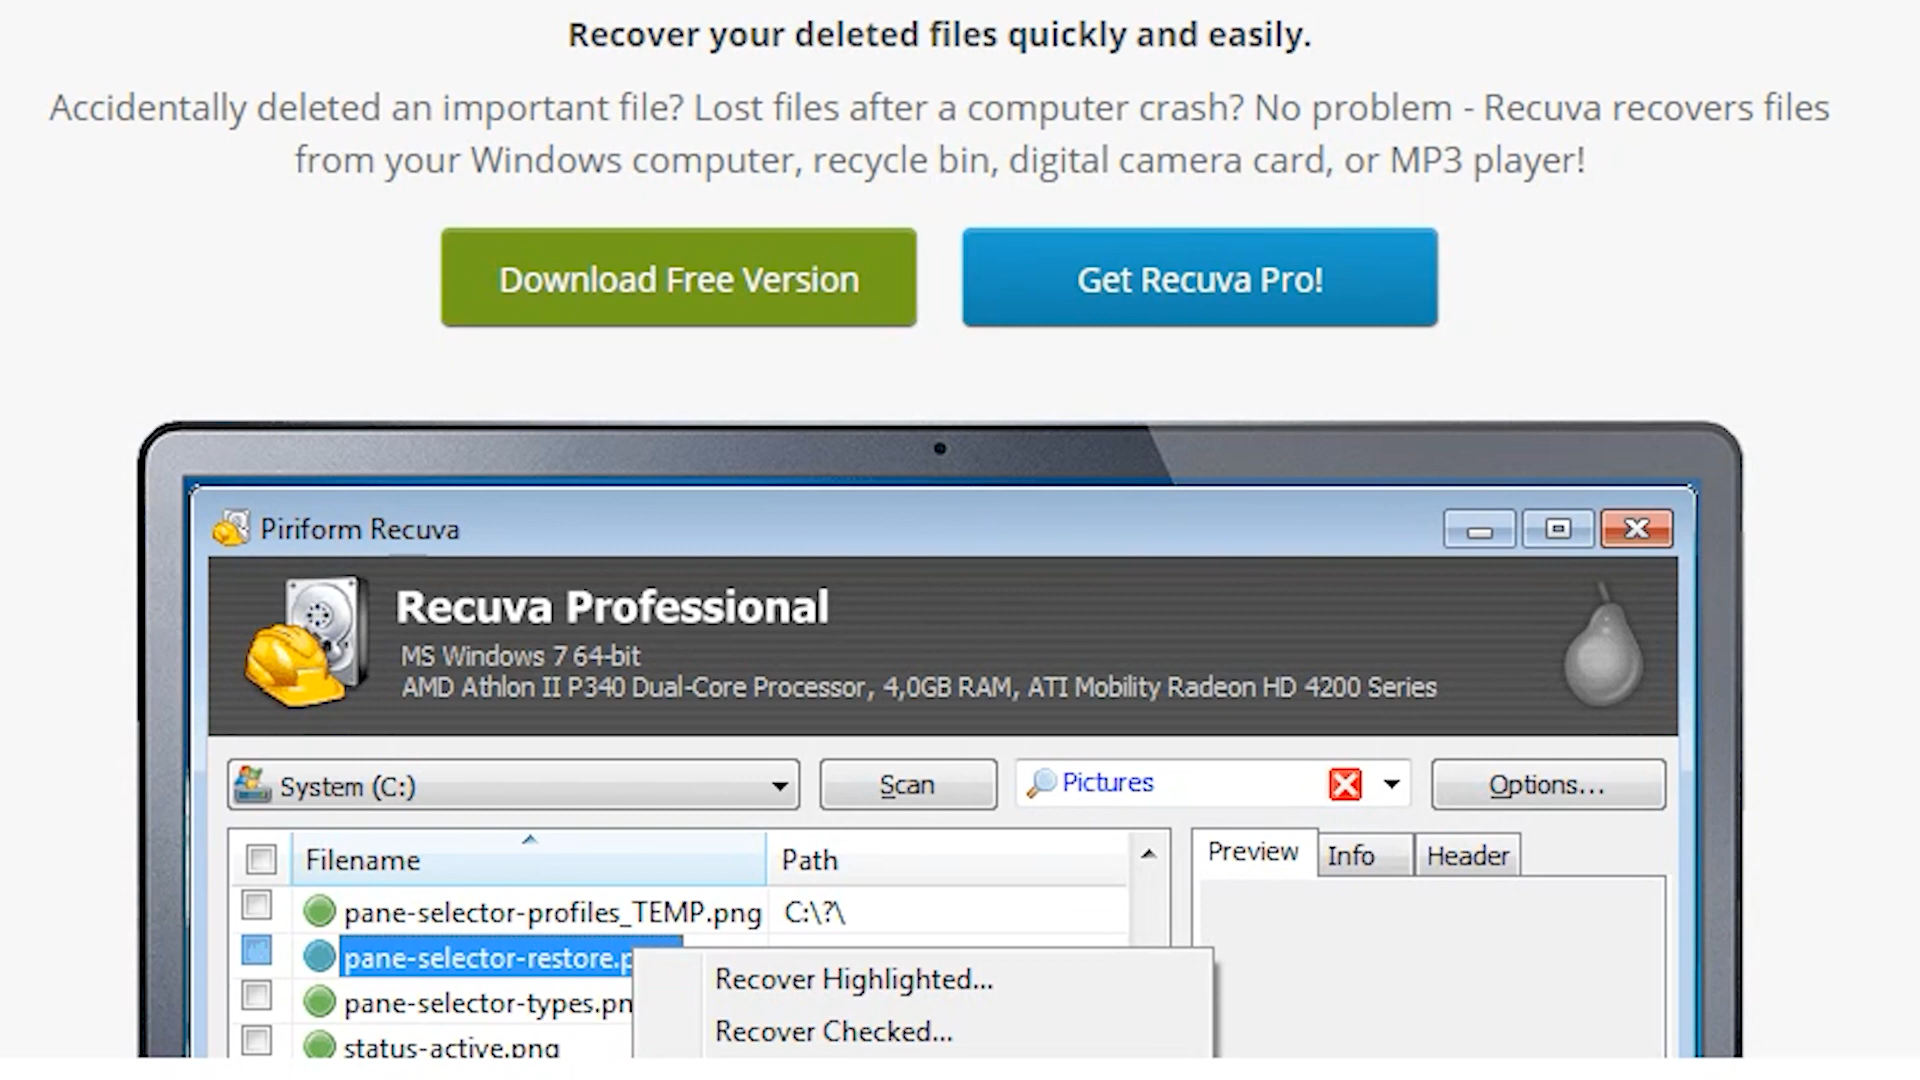 Recover your deleted files quickly and easily.
Accidentally deleted an important file? Lost files after a computer crash? No problem - Recuva recovers files
from your Windows computer, recycle bin, digital camera card, or MP3 player!
Download Free Version
Get Recuva Pro!
Piriform Recuva
Recuva Professional
MS Windows 7 64-bit
AMD Athlon II P340 Dual-Core Processor, 4,0GB RAM, ATI Mobility Radeon HD 4200 Series
System (C:)
Scan
Pictures
Options...
Filename
Path
Preview
Info
Header
pane-selector-profiles_TEMP.png
C:\?\
pane-selector-restore.p
pane-selector-types.pn
status-active.png
Recover Highlighted...
Recover Checked...